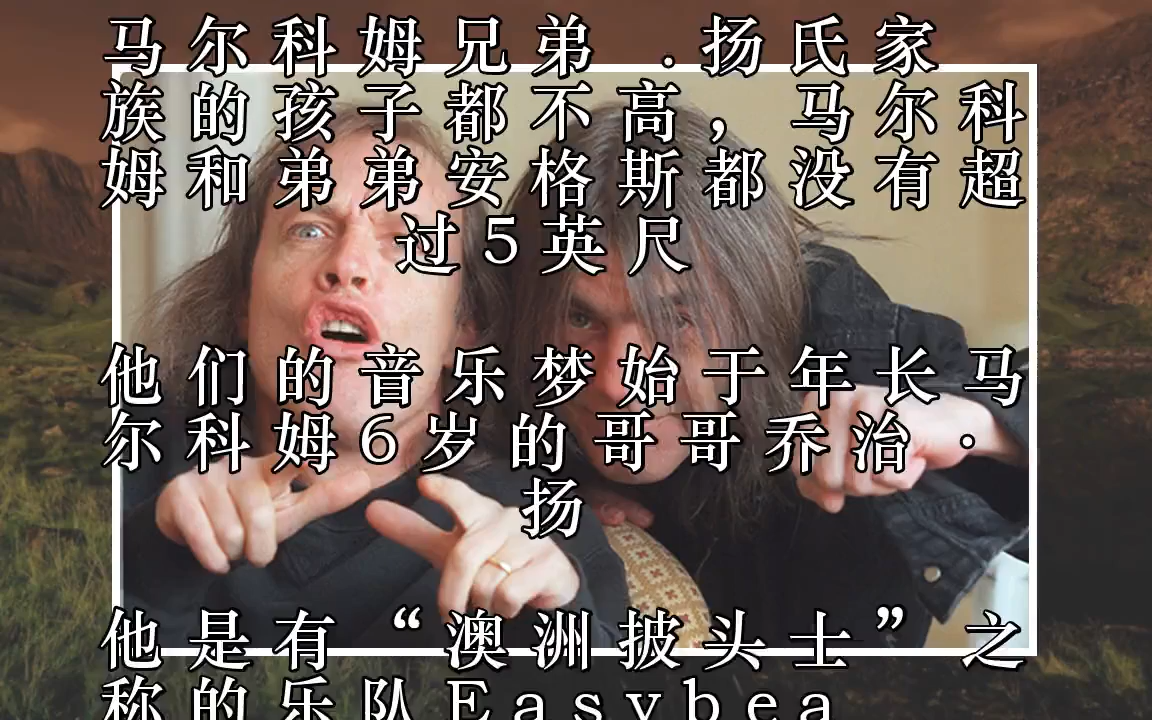 马尔科姆兄弟 .扬氏家
族的孩子都不高，马尔科
姆和弟弟安格斯都没有超
过5英尺
他们的音乐梦始于年长马
尔科姆6岁的哥哥乔治·
扬
他是有“澳洲披头士”之
称的乐队Easybea